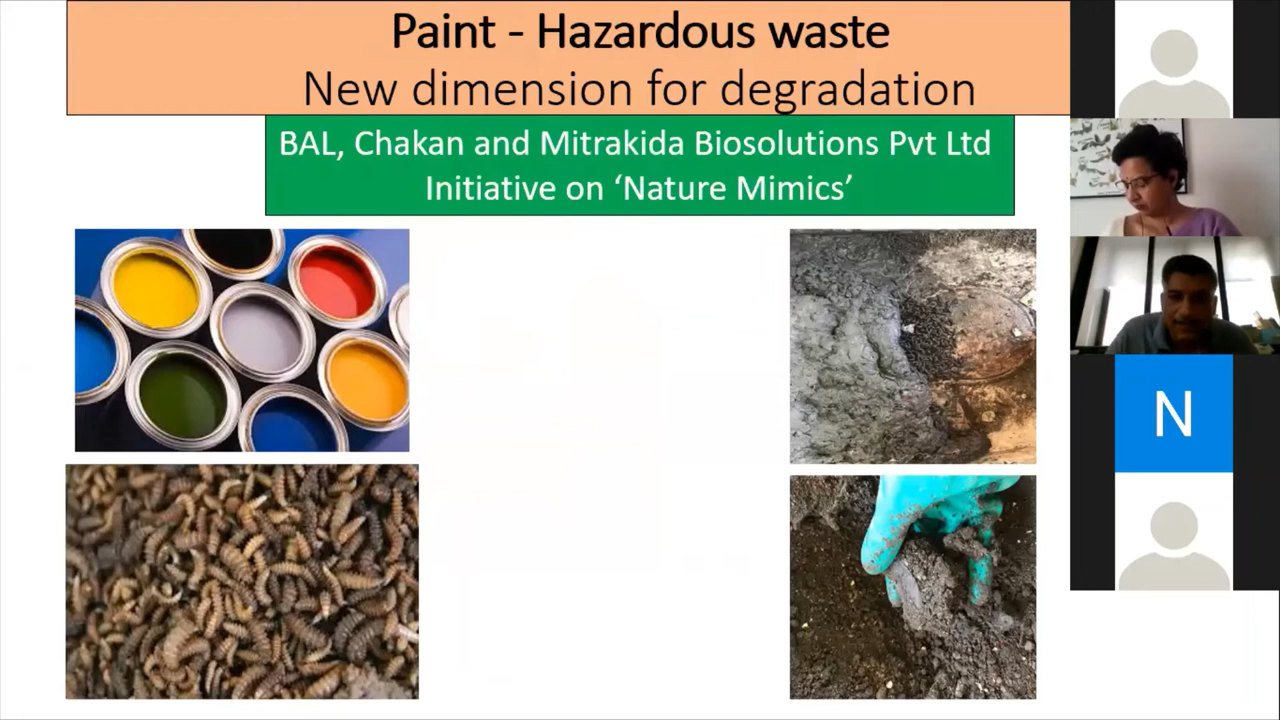 Paint - Hazardous waste
New dimension for degradation
BAL, Chakan and Mitrakida Biosolutions Pvt Ltd
Initiative on ‘Nature Mimics’
N